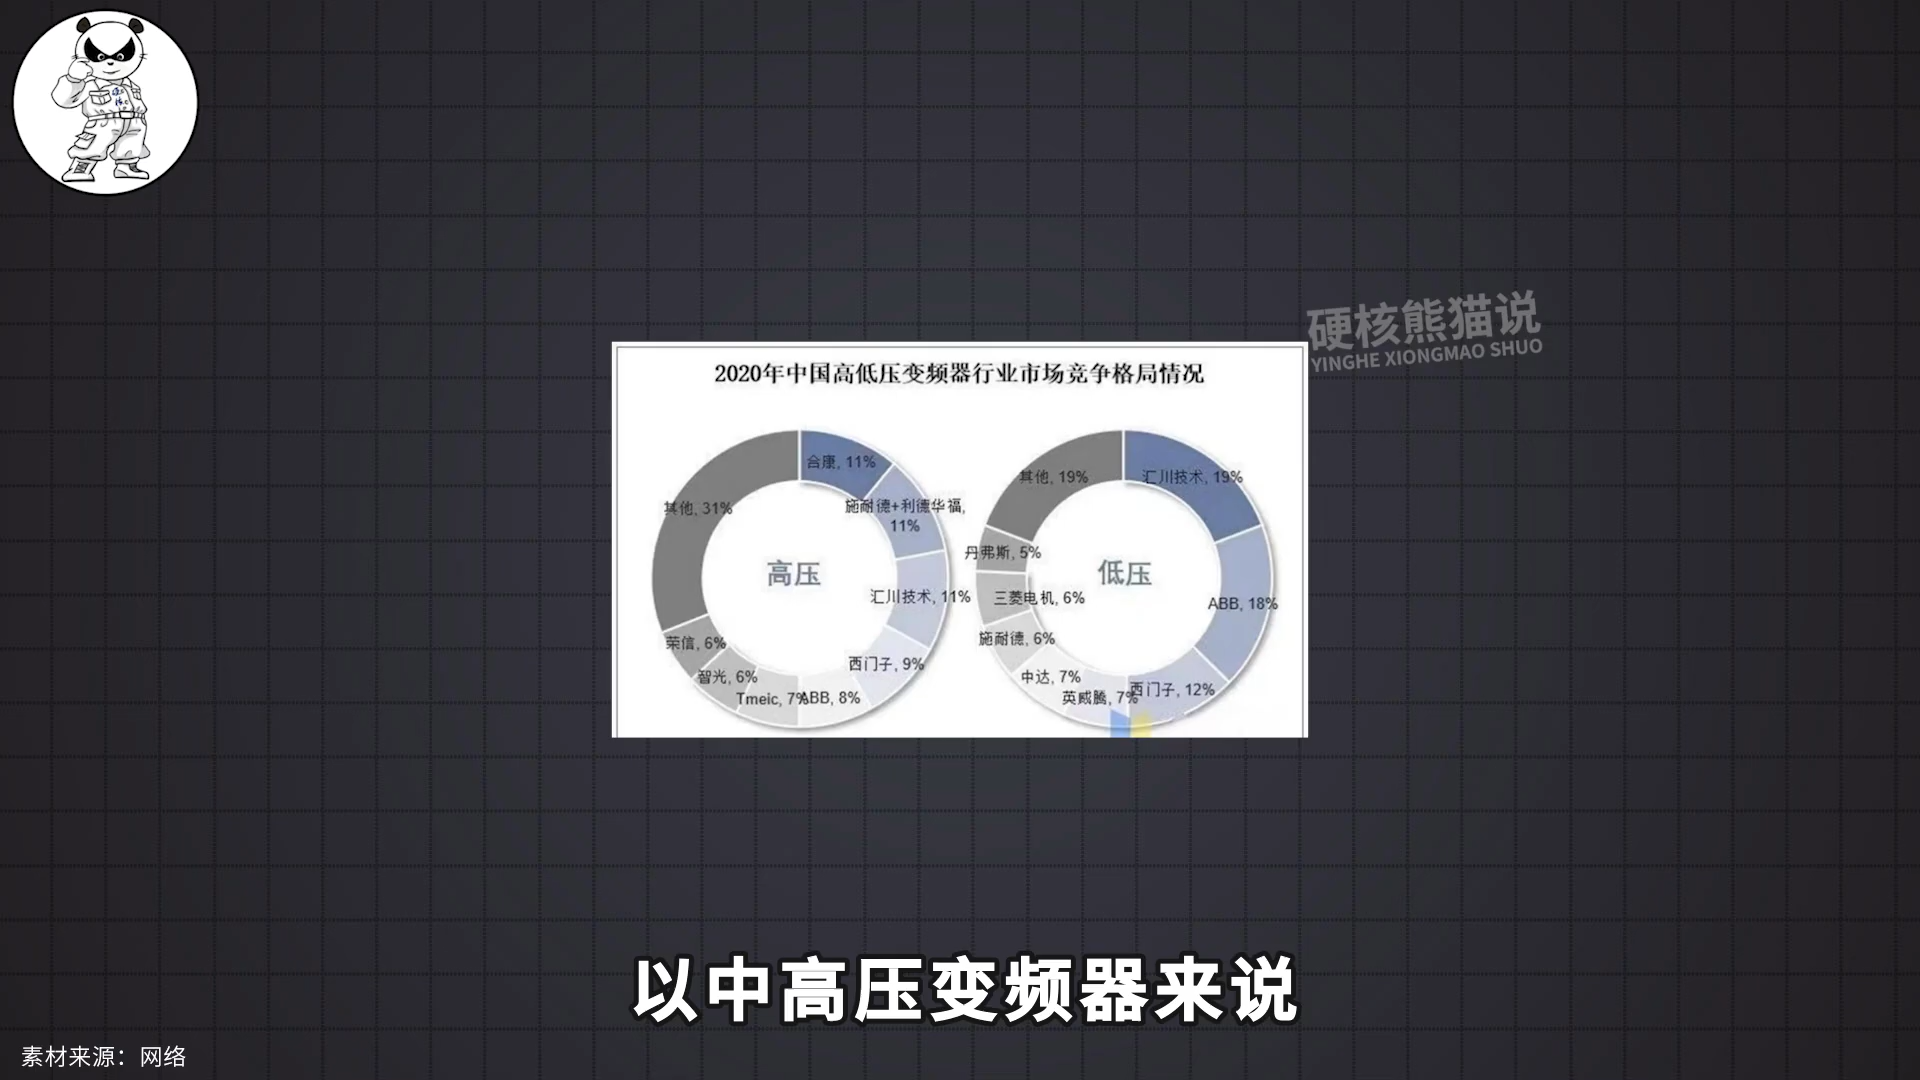 硬核熊猫说
YINGHE XIONGMAO SHUO
2020年中国高低压变频器行业市场竞争格局情况
合康, 11%
施耐德+利德华福,
11%
汇川技术, 11%
西门子, 9%
ABB, 8%
Tmeic, 7%
智光, 6%
荣信, 6%
其他, 31%
高压
汇川技术, 19%
ABB, 18%
西门子, 12%
英威腾, 7%
中达, 7%
施耐德, 6%
三菱电机, 6%
丹弗斯, 5%
其他, 19%
低压
以中高压变频器来说
素材来源：网络